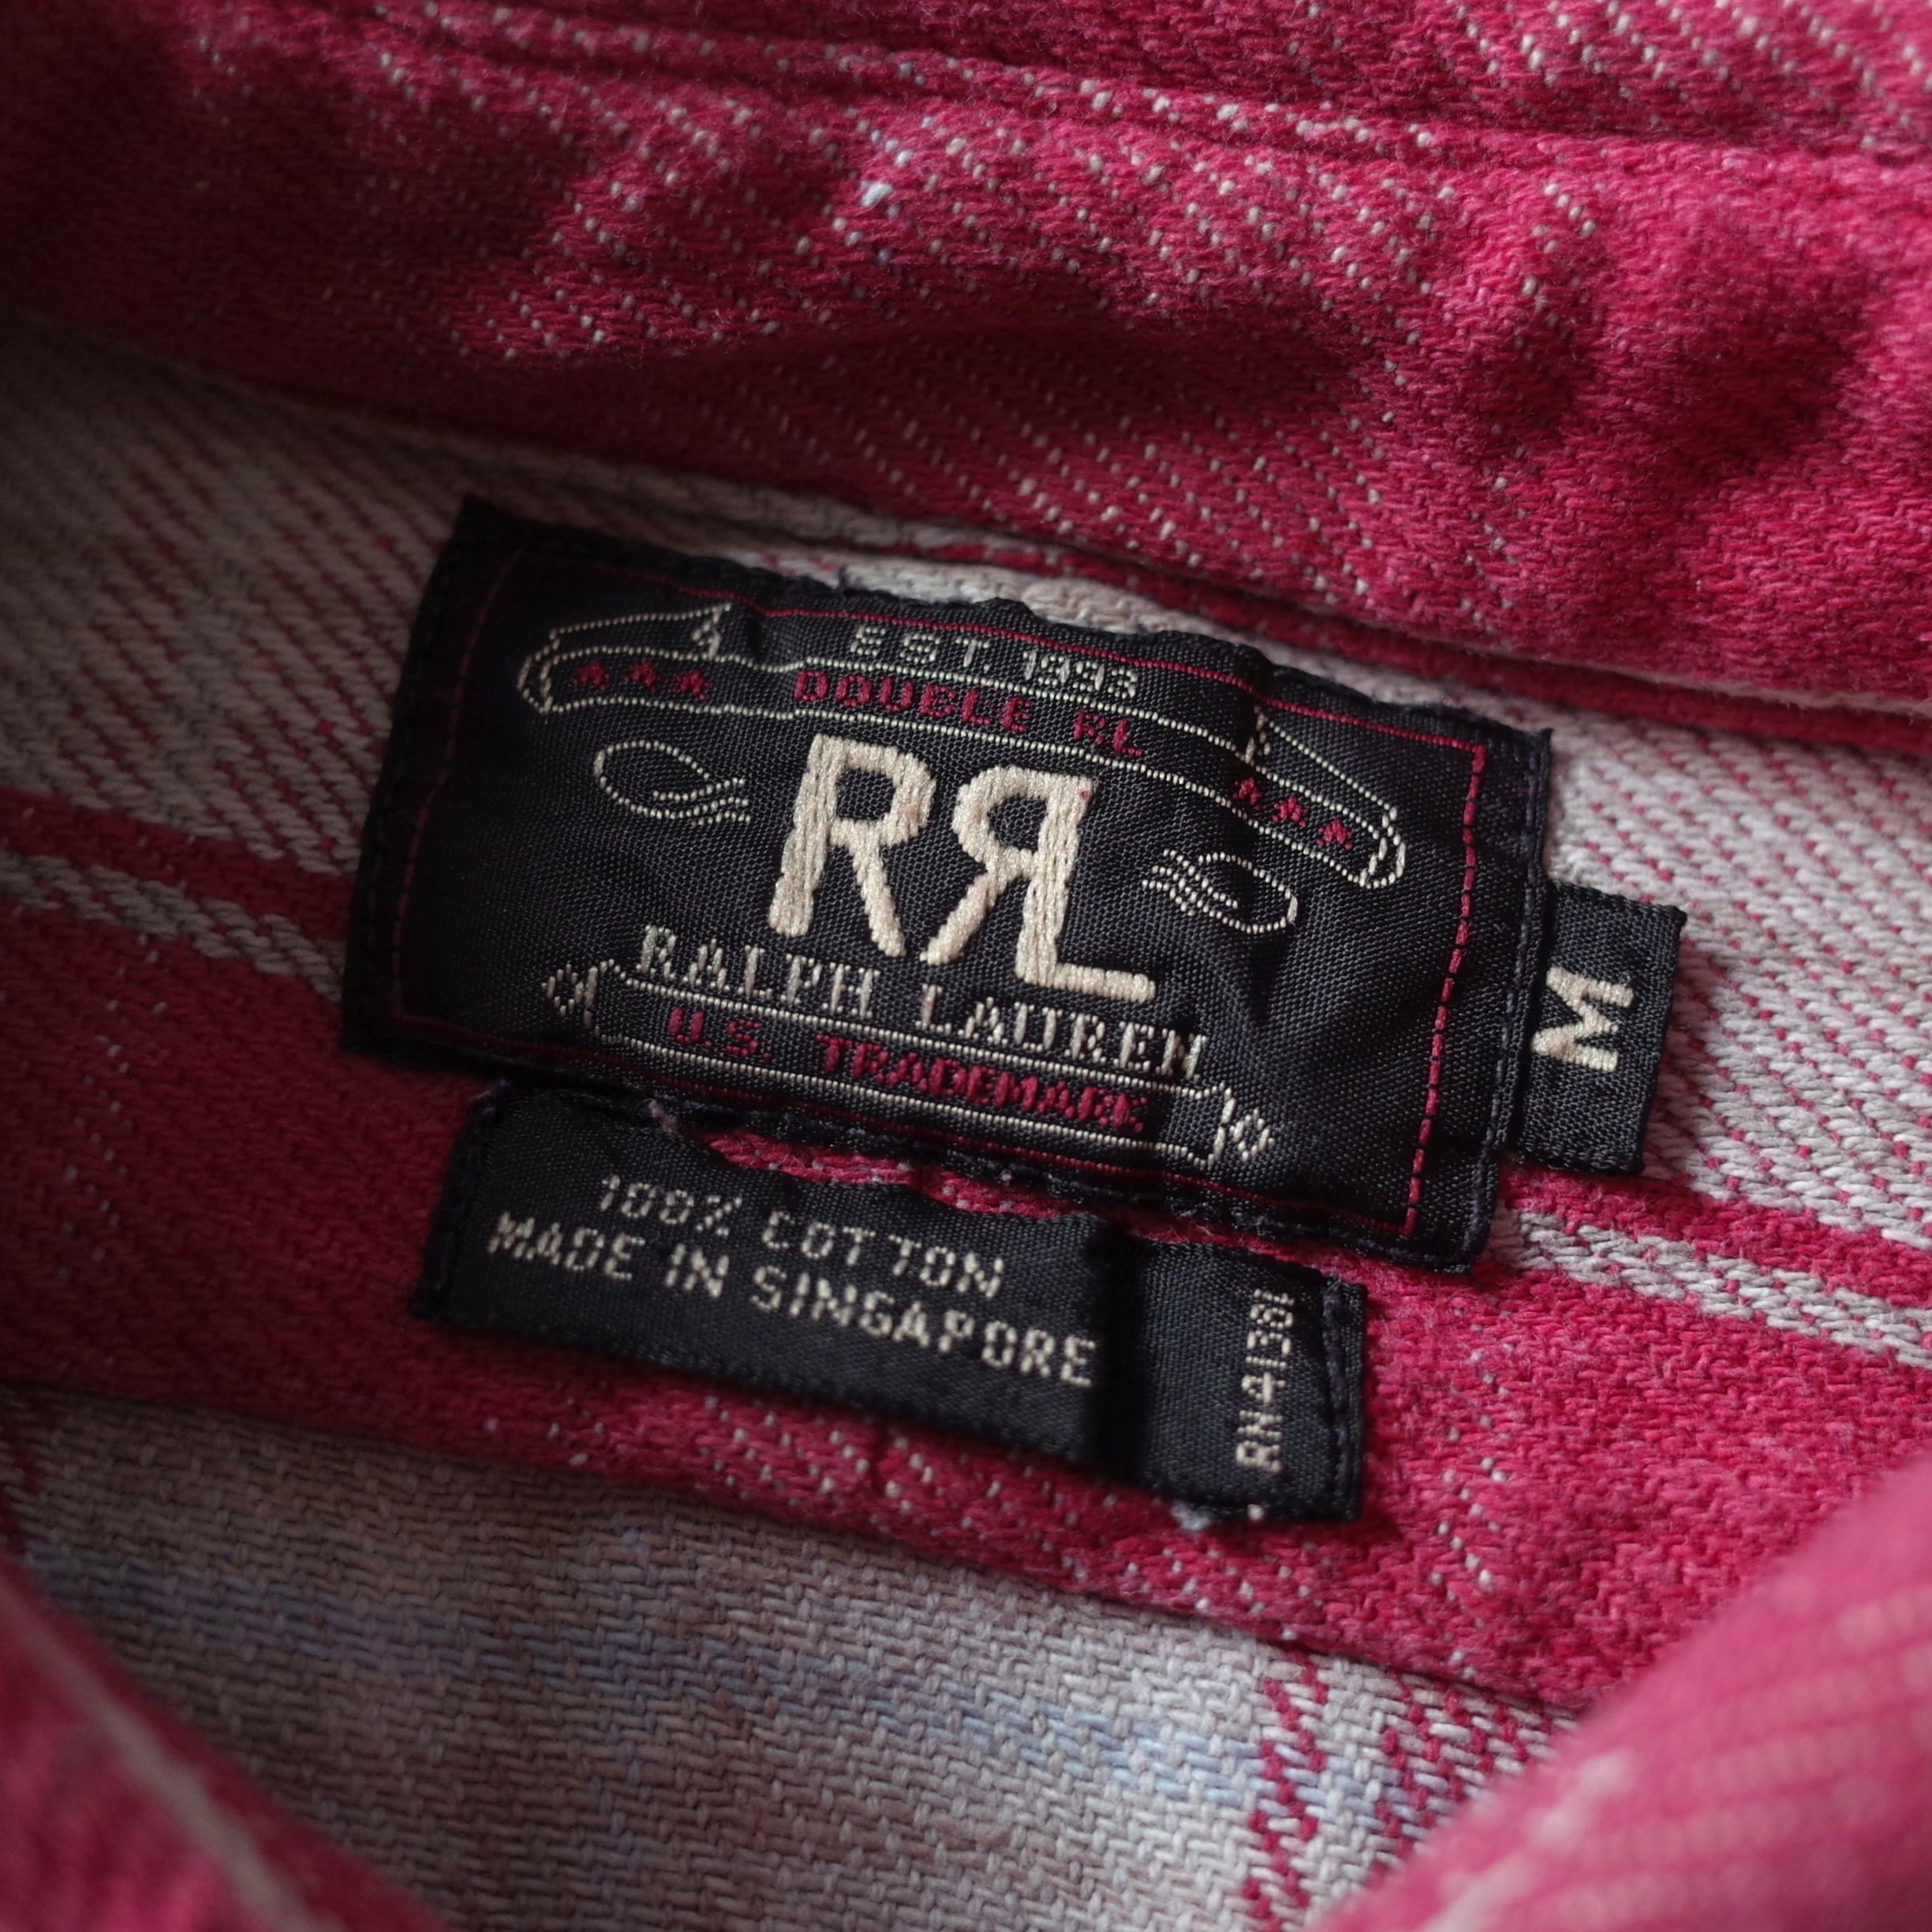 EST. 1993
DOUBLE RL
RRL
RALPH LAUREN
U.S. TRADEMARK
M
100% COTTON
MADE IN SINGAPORE
RN41381